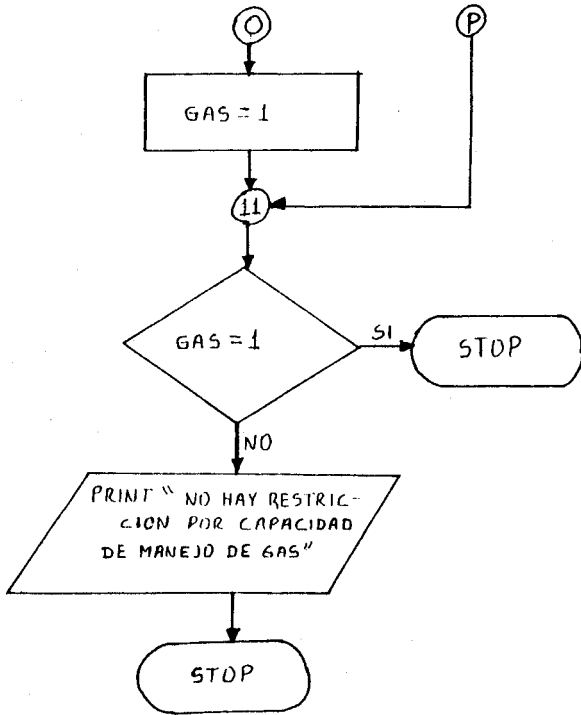 O
P
GAS = 1
11
GAS = 1
SI
STOP
NO
PRINT " NO HAY RESTRIC-
CION POR CAPACIDAD
DE MANEJO DE GAS"
STOP